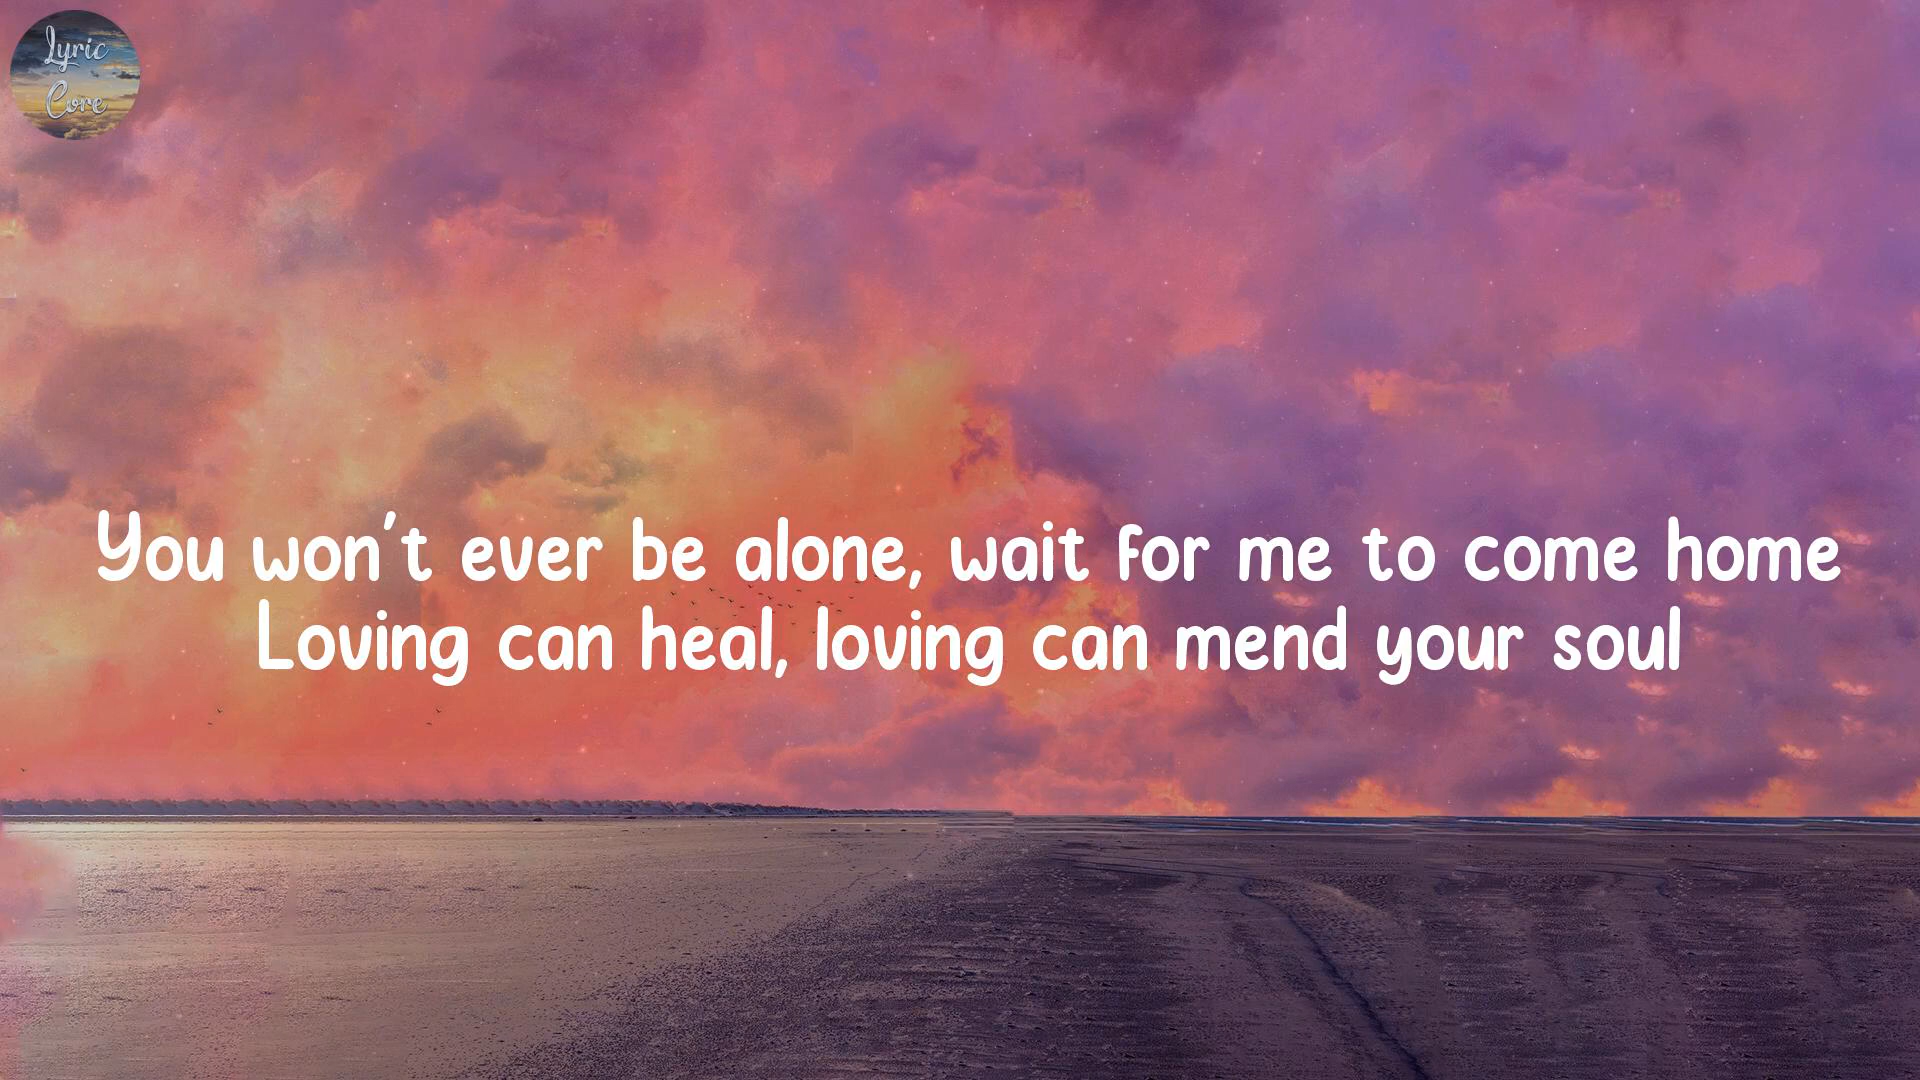 Lyric
Core
You won't ever be alone, wait for me to come home
Loving can heal, loving can mend your soul